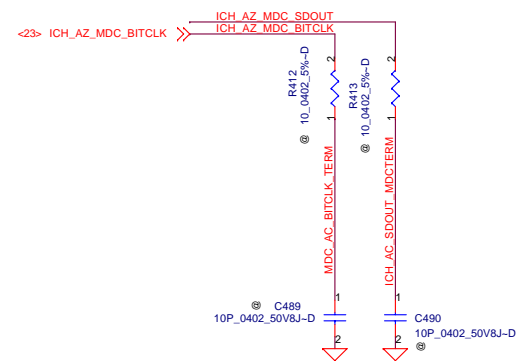 ICH_AZ_MDC_SDOUT
<23> ICH_AZ_MDC_BITCLK
ICH_AZ_MDC_BITCLK
2
2
R412
10_0402_5%~D
R413
10_0402_5%~D
1
1
@
@
MDC_AC_BITCLK_TERM
ICH_AC_SDOUT_MDCTERM
@ C489
10P_0402_50V8J~D
1
2
1
2
C490
10P_0402_50V8J~D
@